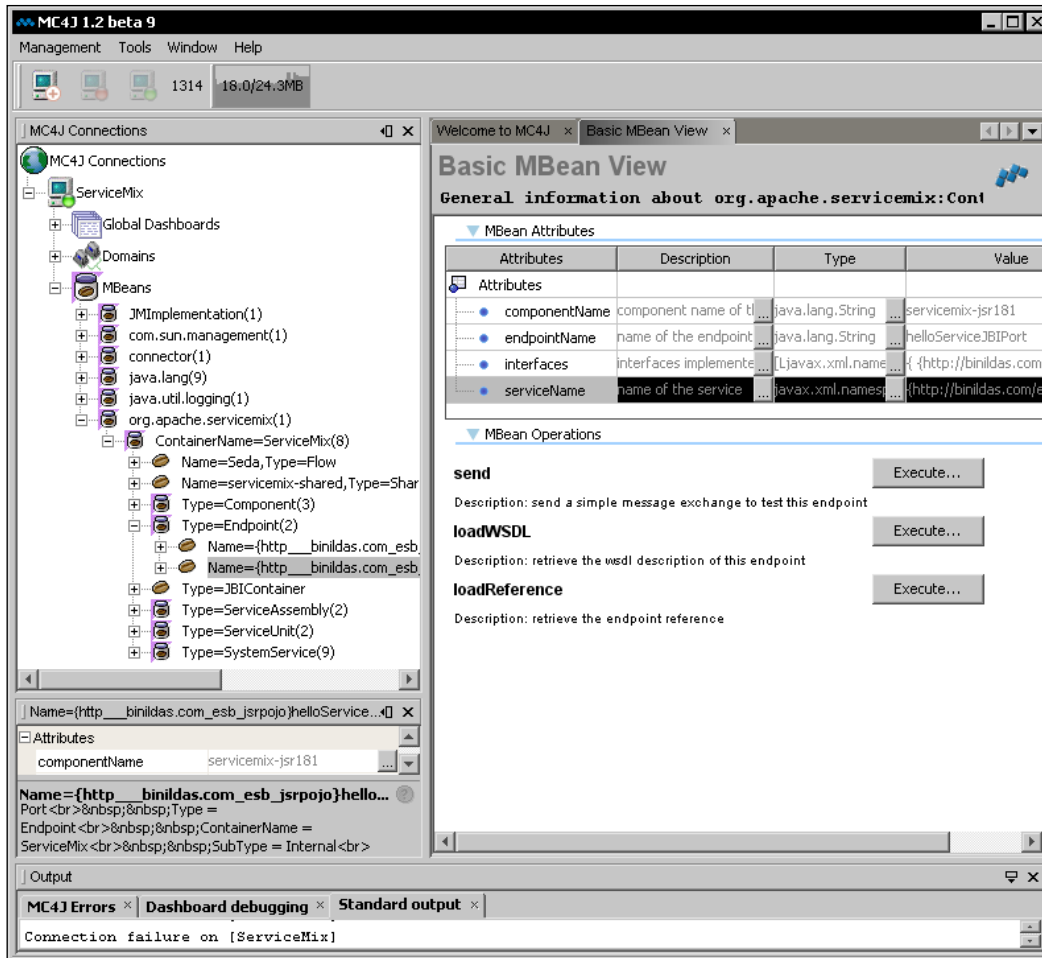 MC4J 1.2 beta 9
Management Tools Window Help
1314 18.0/24.3MB
MC4J Connections
MC4J Connections
ServiceMix
Global Dashboards
Domains
MBeans
JMImplementation(1)
com.sun.management(1)
connector(1)
java.lang(9)
java.util.logging(1)
org.apache.servicemix(1)
ContainerName=ServiceMix(8)
Name=Seda,Type=Flow
Name=servicemix-shared,Type=Shar
Type=Component(3)
Type=Endpoint(2)
Name={http___binildas.com_esb_
Name={http___binildas.com_esb_
Type=JBIContainer
Type=ServiceAssembly(2)
Type=ServiceUnit(2)
Type=SystemService(9)
Name={http___binildas.com_esb_jsrpojo}helloService...
Attributes
componentName servicemix-jsr181 ...
Name={http___binildas.com_esb_jsrpojo}hello...
Port<br>&nbsp;&nbsp;Type =
Endpoint<br>&nbsp;&nbsp;ContainerName =
ServiceMix<br>&nbsp;&nbsp;SubType = Internal<br>
Welcome to MC4J Basic MBean View
Basic MBean View
General information about org.apache.servicemix:Cont
MBean Attributes
Attributes Description Type Value
Attributes
componentName component name of tl ... java.lang.String ... servicemix-jsr181
endpointName name of the endpoint ... java.lang.String ... helloServiceJBIPort
interfaces interfaces implemente ... [Ljavax.xml.name ... -{ {http://binildas.com
serviceName name of the service ... javax.xml.names ... {http://binildas.com/e
MBean Operations
send Execute...
Description: send a simple message exchange to test this endpoint
loadWSDL Execute...
Description: retrieve the wsdl description of this endpoint
loadReference Execute...
Description: retrieve the endpoint reference
Output
MC4J Errors Dashboard debugging Standard output
Connection failure on [ServiceMix]